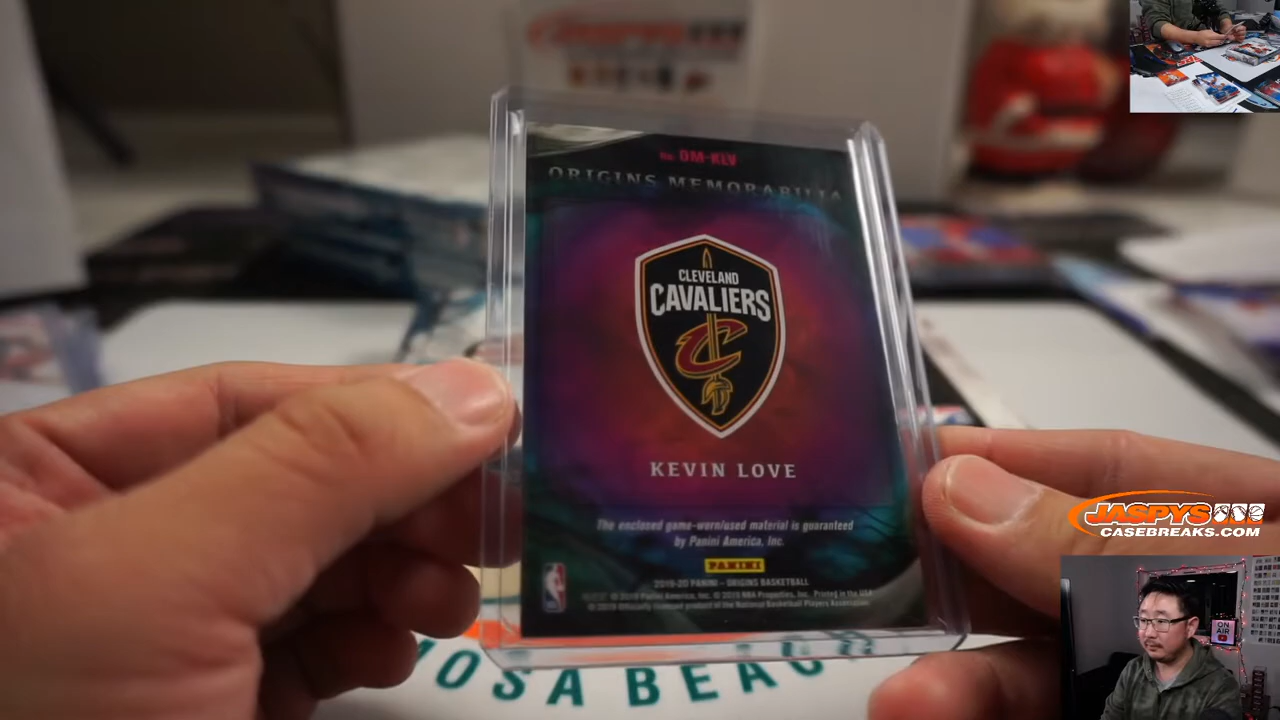 JASPYS
No. OM-KLV
ORIGINS MEMORABILIA
CLEVELAND
CAVALIERS
C
KEVIN LOVE
The enclosed game-worn/used material is guaranteed
by Panini America, Inc.
PANINI
2019-20 PANINI - ORIGINS BASKETBALL
© 2019 Panini America, Inc. © 2019 NBA Properties, Inc. Printed in the USA
Officially licensed product of the National Basketball Players Association
MOSA BEACH
JASPYS
CASEBREAKS.COM
ON
AIR